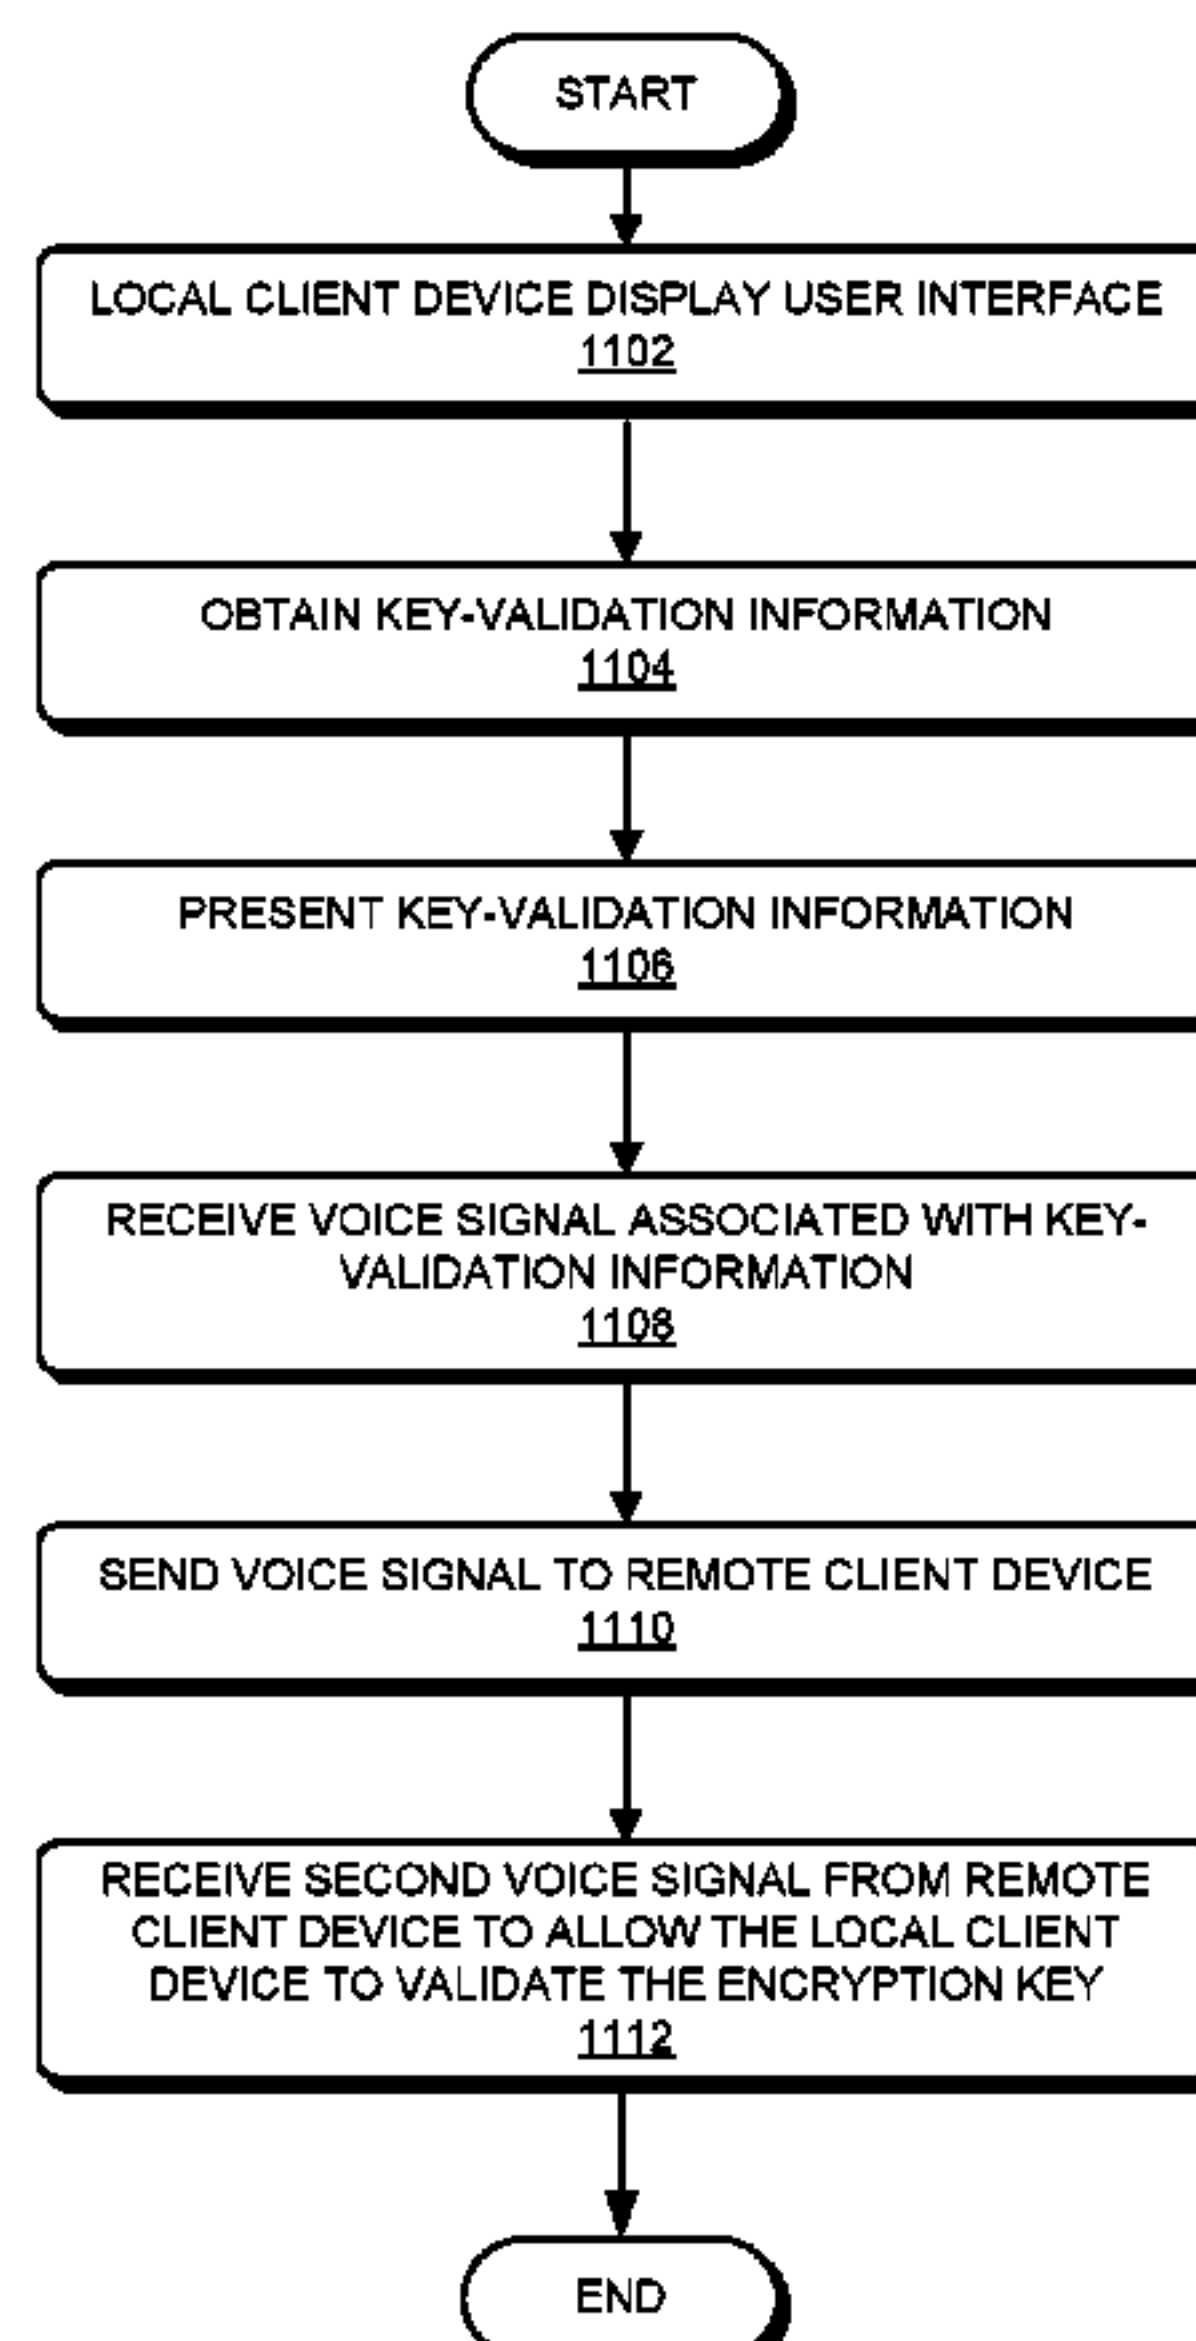 START
LOCAL CLIENT DEVICE DISPLAY USER INTERFACE
1102
OBTAIN KEY-VALIDATION INFORMATION
1104
PRESENT KEY-VALIDATION INFORMATION
1106
RECEIVE VOICE SIGNAL ASSOCIATED WITH KEY-
VALIDATION INFORMATION
1108
SEND VOICE SIGNAL TO REMOTE CLIENT DEVICE
1110
RECEIVE SECOND VOICE SIGNAL FROM REMOTE
CLIENT DEVICE TO ALLOW THE LOCAL CLIENT
DEVICE TO VALIDATE THE ENCRYPTION KEY
1112
END